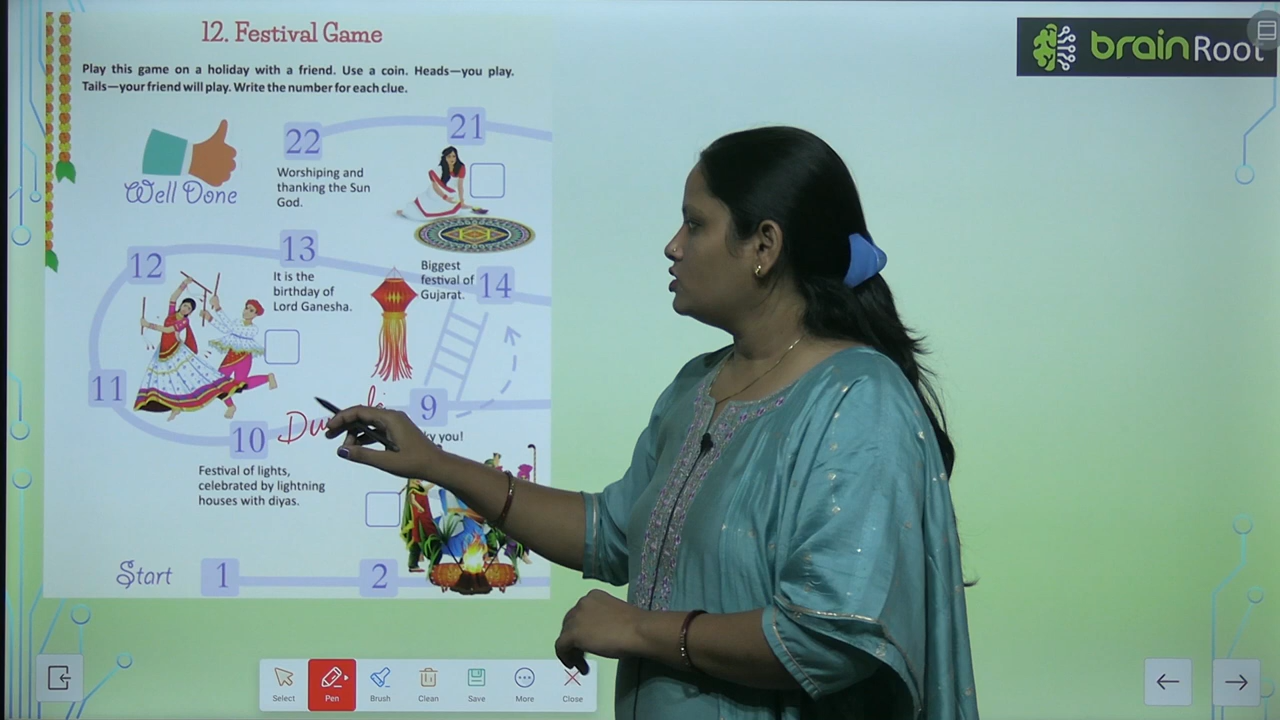 12. Festival Game
brainRoot
Play this game on a holiday with a friend. Use a coin. Heads—you play.
Tails—your friend will play. Write the number for each clue.
22
21
Well Done
Worshiping and
thanking the Sun
God.
12
13
It is the
birthday of
Lord Ganesha.
Biggest
festival of
Gujarat.
14
11
10
9
ky you!
Festival of lights,
celebrated by lightning
houses with diyas.
Start
1
2
Select
Pen
Brush
Clean
Save
More
Close